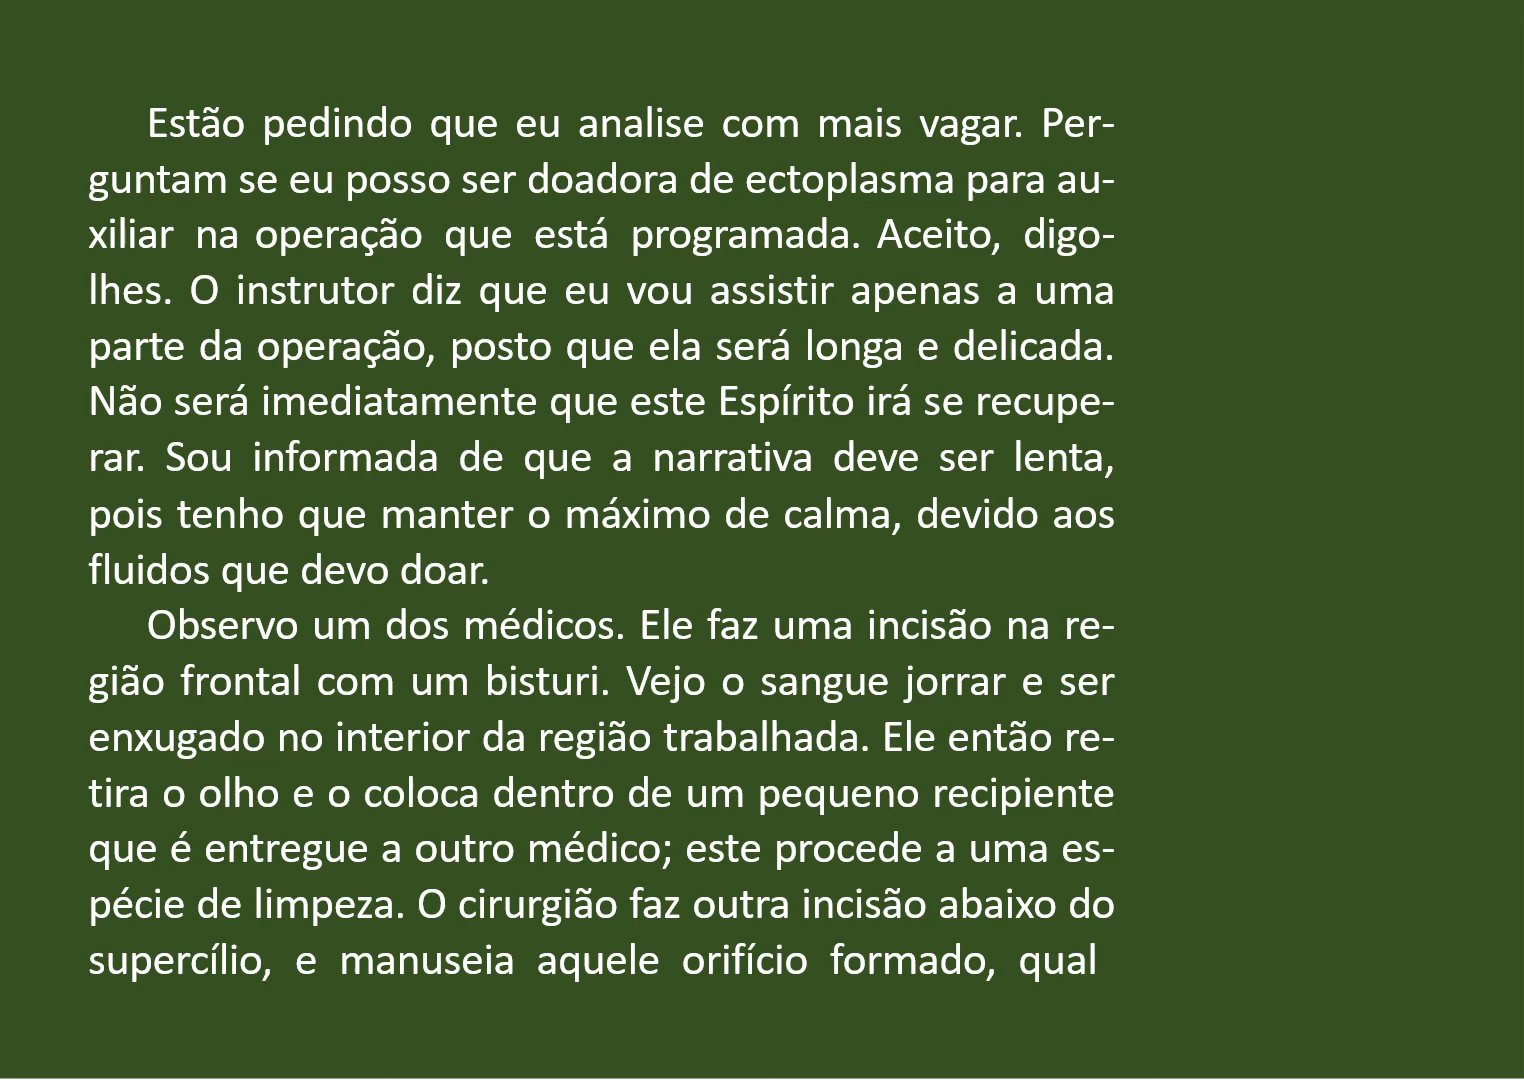 Estão pedindo que eu analise com mais vagar. Per-
guntam se eu posso ser doadora de ectoplasma para au-
xiliar na operação que está programada. Aceito, digo-
lhes. O instrutor diz que eu vou assistir apenas a uma
parte da operação, posto que ela será longa e delicada.
Não será imediatamente que este Espírito irá se recupe-
rar. Sou informada de que a narrativa deve ser lenta,
pois tenho que manter o máximo de calma, devido aos
fluidos que devo doar.
Observo um dos médicos. Ele faz uma incisão na re-
gião frontal com um bisturi. Vejo o sangue jorrar e ser
enxugado no interior da região trabalhada. Ele então re-
tira o olho e o coloca dentro de um pequeno recipiente
que é entregue a outro médico; este procede a uma es-
pécie de limpeza. O cirurgião faz outra incisão abaixo do
supercílio, e manuseia aquele orifício formado, qual